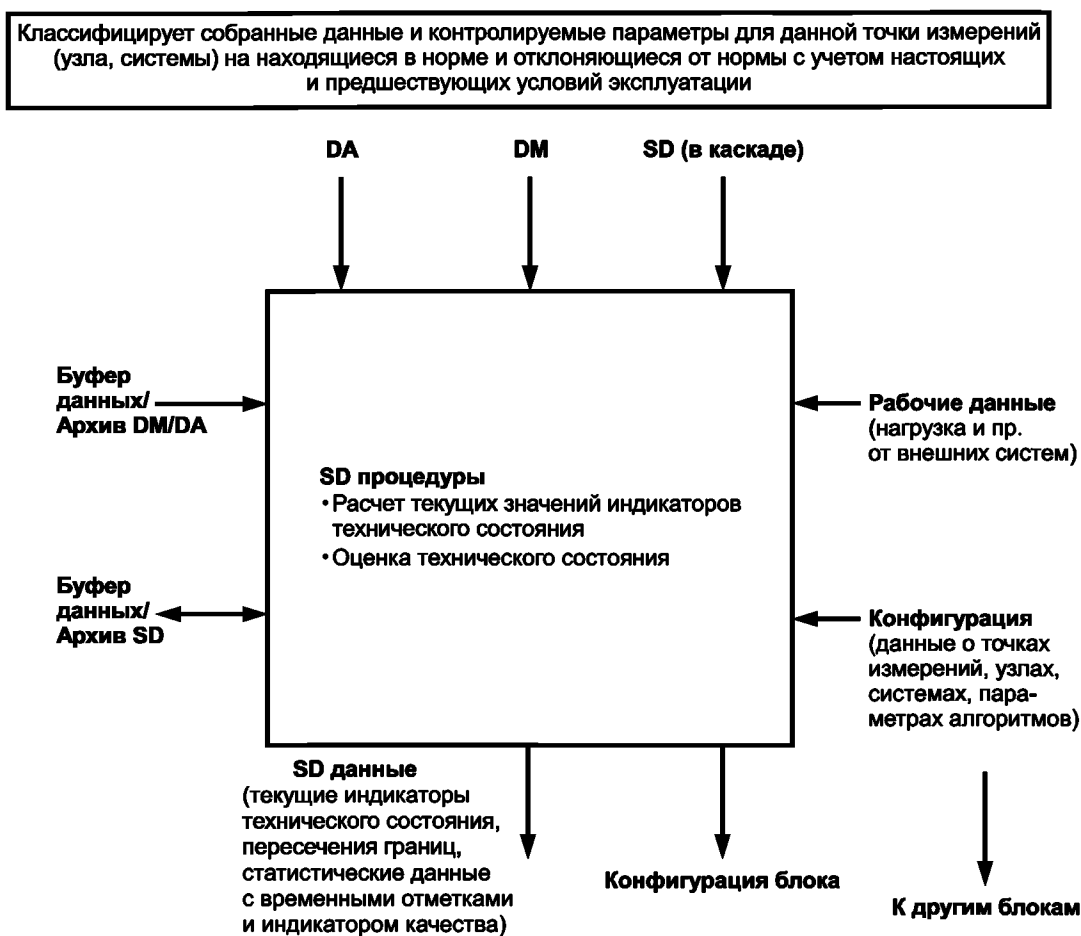 Классифицирует собранные данные и контролируемые параметры для данной точки измерений
(узла, системы) на находящиеся в норме и отклоняющиеся от нормы с учетом настоящих
и предшествующих условий эксплуатации
DA
DM
SD (в каскаде)
Буфер
данных/
Архив DM/DA
Рабочие данные
(нагрузка и пр.
от внешних систем)
SD процедуры
• Расчет текущих значений индикаторов
технического состояния
• Оценка технического состояния
Буфер
данных/
Архив SD
Конфигурация
(данные о точках
измерений, узлах,
системах, пара-
метрах алгоритмов)
SD данные
(текущие индикаторы
технического состояния,
пересечения границ,
статистические данные
с временными отметками
и индикатором качества)
Конфигурация блока
К другим блокам